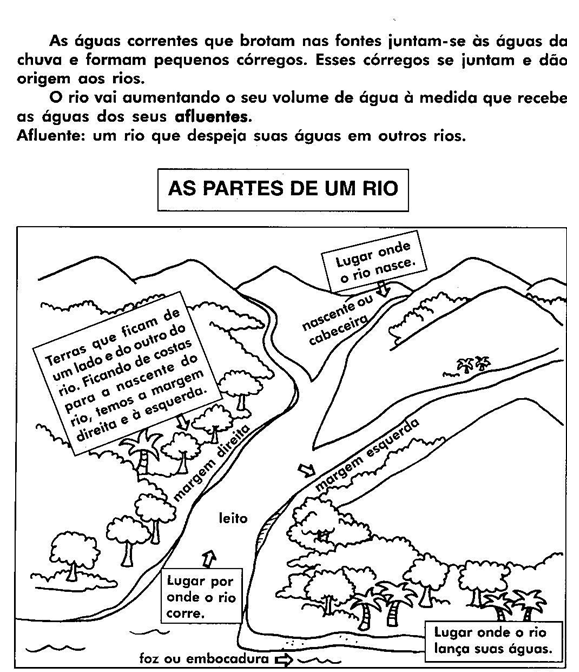 As águas correntes que brotam nas fontes juntam-se às águas da
chuva e formam pequenos córregos. Esses córregos se juntam e dão
origem aos rios.
O rio vai aumentando o seu volume de água à medida que recebe
as águas dos seus afluentes.
Afluente: um rio que despeja suas águas em outros rios.
AS PARTES DE UM RIO
Lugar onde
o rio nasce.
nascente ou
cabeceira
Terras que ficam de
um lado e do outro do
rio. Ficando de costas
para a nascente do
rio, temos a margem
direita e à esquerda.
margem direita
margem esquerda
leito
Lugar por
onde o rio
corre.
Lugar onde o rio
lança suas águas.
foz ou embocadura